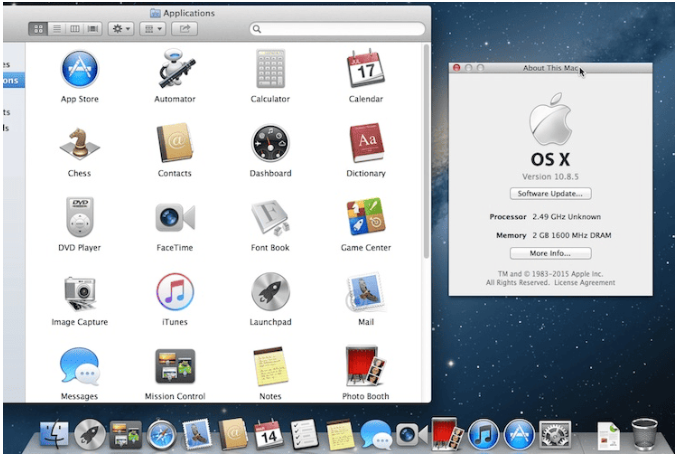 Applications
es
ons
ts
ls
App Store
Automator
JUL
17
Calculator
Calendar
Chess
Contacts
Dashboard
Aa
Dictionary
DVD
DVD Player
FaceTime
Font Book
Game Center
Image Capture
iTunes
Launchpad
Mail
Messages
Mission Control
Notes
Photo Booth
About This Mac
OS X
Version 10.8.5
Software Update...
Processor 2.49 GHz Unknown
Memory 2 GB 1600 MHz DRAM
More Info...
TM and © 1983-2015 Apple Inc.
All Rights Reserved. License Agreement
14